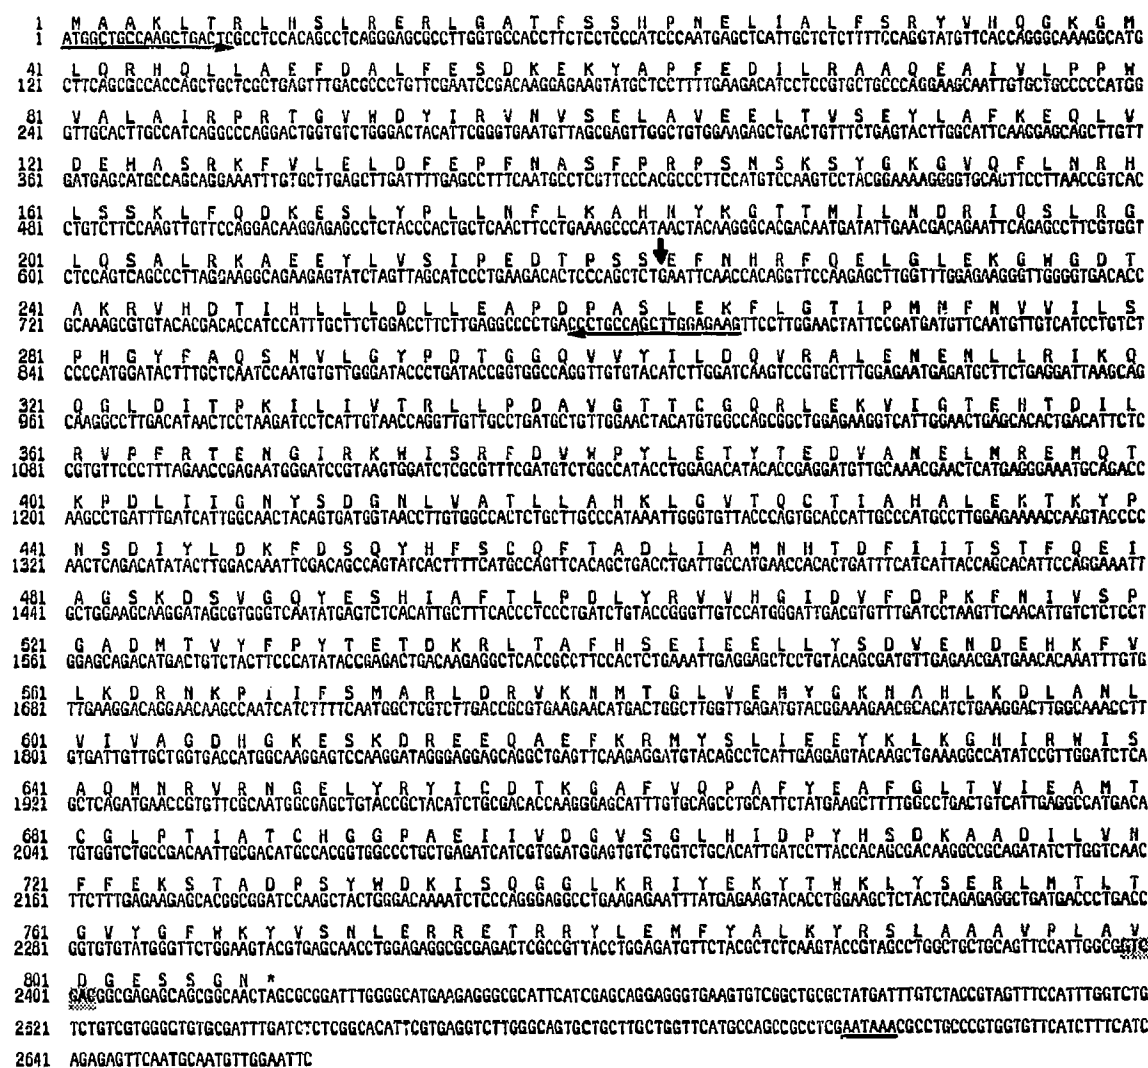 1 M A A K L T R L H S L R E R L G A T F S S H P N E L I A L F S R Y V H Q G K G M
1 ATGGCTGCCAAGCTGACTCGCCTCCACAGCCTCAGGGAGCGCCTTGGTGCCACCTTCTCCTCCCATCCCAATGAGCTCATTGCTCTCTTTTCCAGGTATGTTCACCAGGGCAAAGGCATG
41 L Q R H Q L L A E F D A L F E S D K E K Y A P F E D I L R A A Q E A I V L P P W
121 CTTCAGCGCCACCAGCTGCTCGCTGAGTTTGACGCCCTGTTCGAATCCGACAAGGAGAAGTATGCTCCTTTTGAAGACATCCTCCGTGCTGCCCAGGAAGCAATTGTGCTGCCCCCATGG
81 V A L A I R P R T G V W D Y I R V N V S E L A V E E L T V S E Y L A F K E Q L V
241 GTTGCACTTGCCATCAGGCCCAGGACTGGTGTCTGGGACTACATTCGGGTGAATGTTAGCGAGTTGGCTGTGGAAGAGCTGACTGTTTCTGAGTACTTGGCATTCAAGGAGCAGCTTGTT
121 D E H A S R K F V L E L D F E P F N A S F P R P S N S K S Y G K G V Q F L N R H
361 GATGAGCATGCCAGCAGGAAATTTGTGCTTGAGCTTGATTTTGAGCCTTTCAATGCCTCGTTCCCACGCCCTTCCATGTCCAAGTCCTACGGAAAAGGGGTGCAGTTCCTTAACCGTCAC
161 L S S K L F Q D K E S L Y P L L N F L K A H N Y K G T T M I L N D R I Q S L R G
481 CTGTCTTCCAAGTTGTTCCAGGACAAGGAGAGCCTCTACCCACTGCTCAACTTCCTGAAAGCCCATAACTACAAGGGCACGACAATGATATTGAACGACAGAATTCAGAGCCTTCGTGGT
201 L Q S A L R K A E E Y L V S I P E D T P S S E F N H R F Q E L G L E K G W G D T
601 CTCCAGTCAGCCCTTAGGAAGGCAGAAGAGTATCTAGTTAGCATCCCTGAAGACACTCCCAGCTCTGAATTCAACCACAGGTTCCAAGAGCTTGGTTTGGAGAAGGGTTGGGGTGACACC
241 A K R V H D T I H L L L D L L E A P D P A S L E K F L G T I P M M F N V V I L S
721 GCAAAGCGTGTACACGACACCATCCATTTGCTTCTGGACCTTCTTGAGGCCCCTGACCCTGCCAGCTTGGAGAAGTTCCTTGGAACTATTCCGATGATGTTCAATGTTGTCATCCTGTCT
281 P H G Y F A Q S N V L G Y P D T G G Q V V Y I L D Q V R A L E N E M L L R I K Q
841 CCCCATGGATACTTTGCTCAATCCAATGTGTTGGGATACCCTGATACCGGTGGCCAGGTTGTGTACATCTTGGATCAAGTCCGTGCTTTGGAGAATGAGATGCTTCTGAGGATTAAGCAG
321 Q G L D I T P K I L I V T R L L P D A V G T T C G Q R L E K V I G T E H T D I L
961 CAAGGCCTTGACATAACTCCTAAGATCCTCATTGTAACCAGGTTGTTGCCTGATGCTGTTGGAACTACATGTGGCCAGCGGCTGGAGAAGGTCATTGGAACTGAGCACACTGACATTCTC
361 R V P F R T E N G I R K W I S R F D V W P Y L E T Y T E D V A N E L M R E M Q T
1081 CGTGTTCCCTTTAGAACCGAGAATGGGATCCGTAAGTGGATCTCGCGTTTCGATGTCTGGCCATACCTGGAGACATACACCGAGGATGTTGCAAACGAACTCATGAGGGAAATGCAGACC
401 K P D L I I G N Y S D G N L V A T L L A H K L G V T Q C T I A H A L E K T K Y P
1201 AAGCCTGATTTGATCATTGGCAACTACAGTGATGGTAACCTTGTGGCCACTCTGCTTGCCCATAAATTGGGTGTTACCCAGTGCACCATTGCCCATGCCTTGGAGAAAACCAAGTACCCC
441 N S D I Y L D K F D S Q Y H F S C Q F T A D L I A M N H T D F I I T S T F Q E I
1321 AACTCAGACATATACTTGGACAAATTCGACAGCCAGTATCACTTTTCATGCCAGTTCACAGCTGACCTGATTGCCATGAACCACACTGATTTCATCATTACCAGCACATTCCAGGAAATT
481 A G S K D S V G Q Y E S H I A F T L P D L Y R V V H G I D V F D P K F N I V S P
1441 GCTGGAAGCAAGGATAGCGTGGGTCAATATGAGTCTCACATTGCTTTCACCCTCCCTGATCTGTACCGGGTTGTCCATGGGATTGACGTGTTTGATCCTAAGTTCAACATTGTCTCTCCT
521 G A D M T V Y F P Y T E T D K R L T A F H S E I E E L L Y S D V E N D E H K F V
1561 GGAGCAGACATGACTGTCTACTTCCCATATACCGAGACTGACAAGAGGCTCACCGCCTTCCACTCTGAAATTGAGGAGCTCCTGTACAGCGATGTTGAGAACGATGAACACAAATTTGTG
561 L K D R N K P I I F S M A R L D R V K N M T G L V E M Y G K N A H L K D L A N L
1681 TTGAAGGACAGGAACAAGCCAATCATCTTTTCAATGGCTCGTCTTGACCGCGTGAAGAACATGACTGGCTTGGTTGAGATGTACGGAAAGAACGCACATCTGAAGGACTTGGCAAACCTT
601 V I V A G D H G K E S K D R E E Q A E F K R M Y S L I E E Y K L K G H I R W I S
1801 GTGATTGTTGCTGGTGACCATGGCAAGGAGTCCAAGGATAGGGAGGAGCAGGCTGAGTTCAAGAGGATGTACAGCCTCATTGAGGAGTACAAGCTGAAAGGCCATATCCGTTGGATCTCA
641 A Q M N R V R N G E L Y R Y I C D T K G A F V Q P A F Y E A F G L T V I E A M T
1921 GCTCAGATGAACCGTGTTCGCAATGGCGAGCTGTACCGCTACATCTGCGACACCAAGGGAGCATTTGTGCAGCCTGCATTCTATGAAGCTTTTGGCCTGACTGTCATTGAGGCCATGACA
681 C G L P T I A T C H G G P A E I I V D G V S G L H I D P Y H S D K A A D I L V N
2041 TGTGGTCTGCCGACAATTGCGACATGCCACGGTGGCCCTGCTGAGATCATCGTGGATGGAGTGTCTGGTCTGCACATTGATCCTTACCACAGCGACAAGGCCGCAGATATCTTGGTCAAC
721 F F E K S T A D P S Y W D K I S Q G G L K R I Y E K Y T W K L Y S E R L M T L T
2161 TTCTTTGAGAAGAGCACGGCGGATCCAAGCTACTGGGACAAAATCTCCCAGGGAGGCCTGAAGAGAATTTATGAGAAGTACACCTGGAAGCTCTACTCAGAGAGGCTGATGACCCTGACC
761 G V Y G F W K Y V S N L E R R E T R R Y L E M F Y A L K Y R S L A A A V P L A V
2281 GGTGTGTATGGGTTCTGGAAGTACGTGAGCAACCTGGAGAGGCGCGAGACTCGCCGTTACCTGGAGATGTTCTACGCTCTCAAGTACCGTAGCCTGGCTGCTGCAGTTCCATTGGCGGTC
801 D G E S S G N *
2401 GACGGCGAGAGCAGCGGCAACTAGCGCGGATTTGGGGCATGAAGAGGGCGCATTCATCGAGCAGGAGGGTGAAGTGTCGGCTGCGCTATGATTTGTCTACCGTAGTTTCCATTTGGTCTG
2521 TCTGTCGTGGGCTGTGCGATTTGATCTCTCGGCACATTCGTGAGGTCTTGGGCAGTGCTGCTTGCTGGTTCATGCCAGCCGCCTCGAATAAACGCCTGCCCGTGGTGTTCATCTTTCATC
2641 AGAGAGTTCAATGCAATGTTGGAATTC